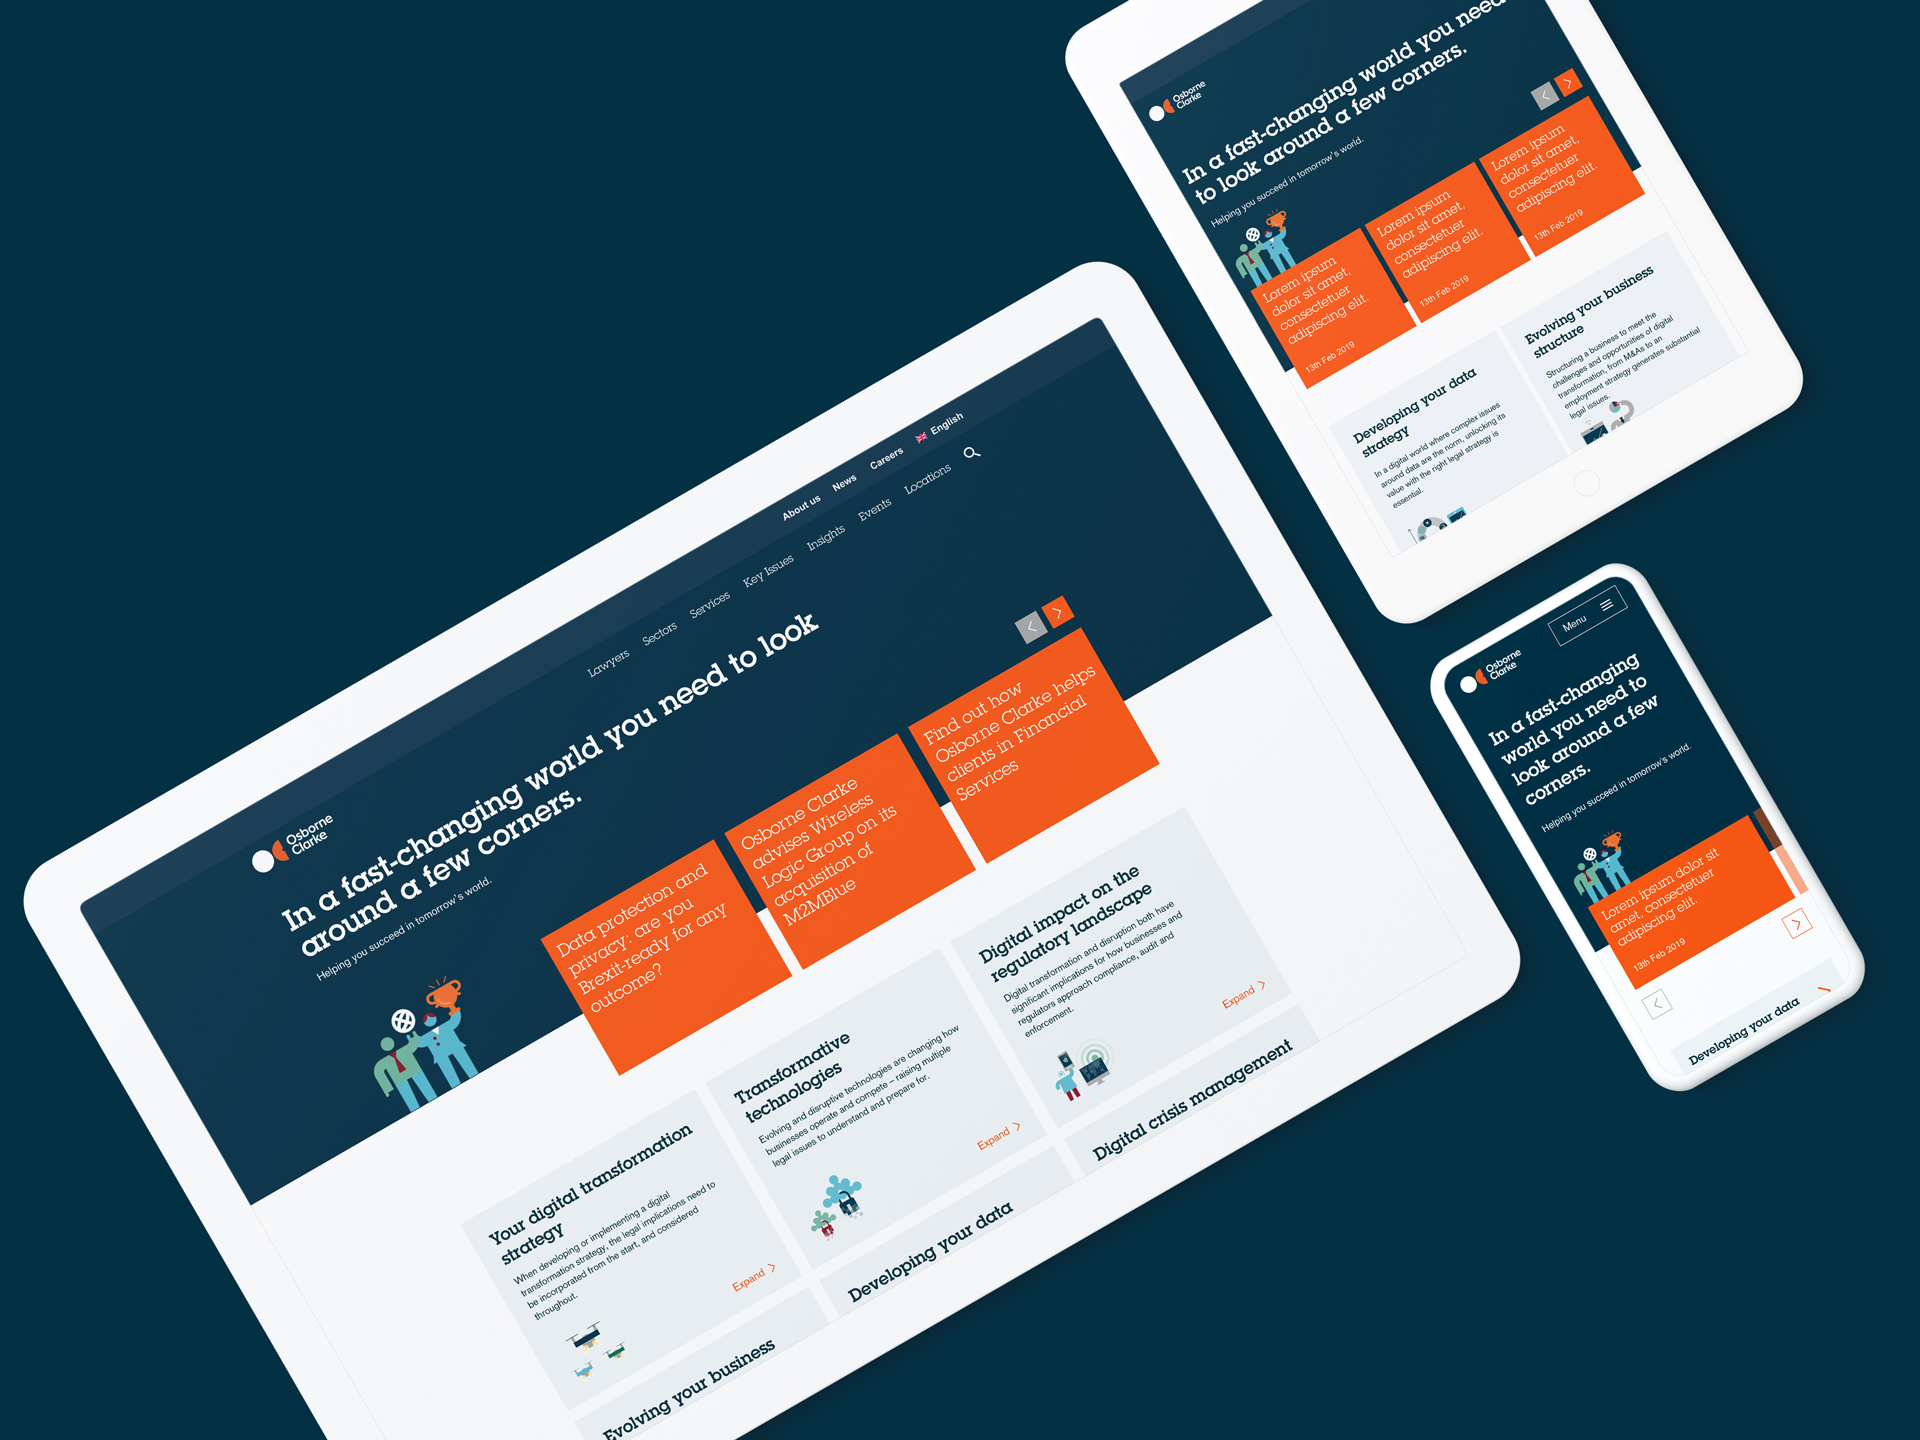 About us
News
Careers
English
Lawyers
Sectors
Services
Key Issues
Insights
Events
Locations
Osborne
Clarke
In a fast-changing world you need to look
around a few corners.
Helping you succeed in tomorrow's world.
Data protection and
privacy: are you
Brexit-ready for any
outcome?
Osborne Clarke
advises Wireless
Logic Group on its
acquisition of
M2MBlue
Find out how
Osborne Clarke helps
clients in Financial
Services
Your digital transformation
strategy
When developing or implementing a digital
transformation strategy, the legal implications need to
be incorporated from the start, and considered
throughout.
Expand
Transformative
technologies
Evolving and disruptive technologies are changing how
businesses operate and compete – raising multiple
legal issues to understand and prepare for.
Expand
Digital impact on the
regulatory landscape
Digital transformation and disruption both have
significant implications for how businesses and
regulators approach compliance, audit and
enforcement.
Expand
Evolving your business
Developing your data
Digital crisis management
Osborne
Clarke
In a fast-changing world you need
to look around a few corners.
Helping you succeed in tomorrow's world.
Lorem ipsum
dolor sit amet,
consectetuer
adipiscing elit.
13th Feb 2019
Lorem ipsum
dolor sit amet,
consectetuer
adipiscing elit.
13th Feb 2019
Lorem ipsum
dolor sit amet,
consectetuer
adipiscing elit.
13th Feb 2019
Developing your data
strategy
In a digital world where complex issues
around data are the norm, unlocking its
value with the right legal strategy is
essential.
Evolving your business
structure
Structuring a business to meet the
challenges and opportunities of digital
transformation, from M&As to an
employment strategy generates substantial
legal issues.
Menu
Osborne
Clarke
In a fast-changing
world you need to
look around a few
corners.
Helping you succeed in tomorrow's world.
Lorem ipsum dolor sit
amet, consectetuer
adipiscing elit.
13th Feb 2019
Developing your data